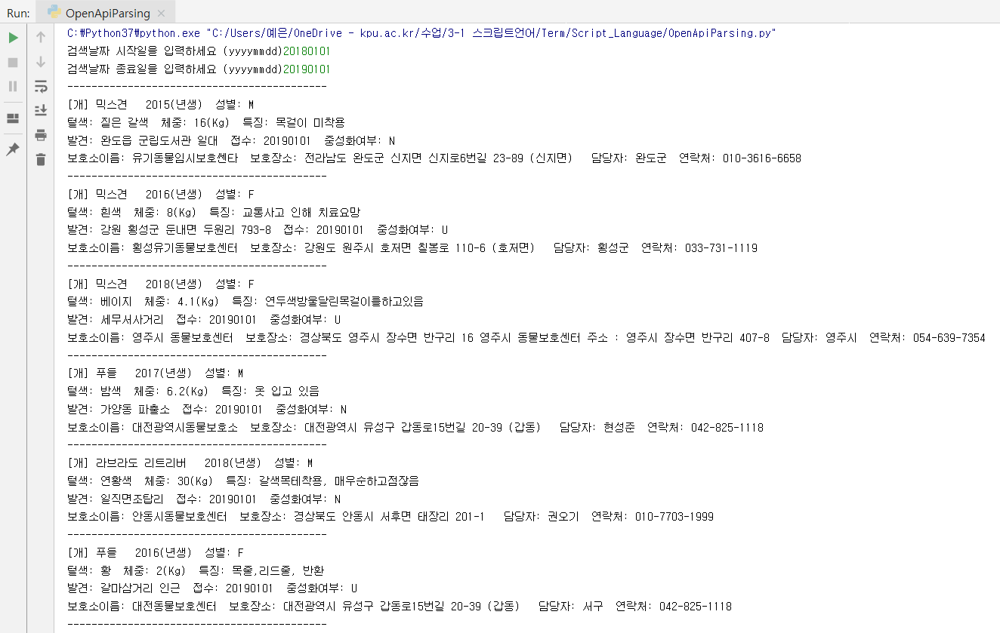 Run: OpenApiParsing ×
C:\Python37\python.exe "C:/Users/예은/OneDrive - kpu.ac.kr/수업/3-1 스크립트언어/Term/Script_Language/OpenApiParsing.py"
검색날짜 시작일을 입력하세요 (yyyymmdd)20180101
검색날짜 종료일을 입력하세요 (yyyymmdd)20190101
-------------------------------------------
[개] 믹스견 2015(년생) 성별: M
털색: 짙은 갈색 체중: 16(Kg) 특징: 목걸이 미착용
발견: 완도읍 군립도서관 일대 접수: 20190101 중성화여부: N
보호소이름: 유기동물임시보호쎈타 보호장소: 전라남도 완도군 신지면 신지로6번길 23-89 (신지면) 담당자: 완도군 연락처: 010-3616-6658
-------------------------------------------
[개] 믹스견 2016(년생) 성별: F
털색: 흰색 체중: 8(Kg) 특징: 교통사고 인해 치료요망
발견: 강원 횡성군 둔내면 두원리 793-8 접수: 20190101 중성화여부: U
보호소이름: 횡성유기동물보호센터 보호장소: 강원도 원주시 호저면 칠봉로 110-6 (호저면) 담당자: 횡성군 연락처: 033-731-1119
-------------------------------------------
[개] 믹스견 2018(년생) 성별: F
털색: 베이지 체중: 4.1(Kg) 특징: 연두색방울달린목걸이를하고있음
발견: 세무서사거리 접수: 20190101 중성화여부: U
보호소이름: 영주시 동물보호센터 보호장소: 경상북도 영주시 장수면 반구리 16 영주시 동물보호센터 주소 : 영주시 장수면 반구리 407-8 담당자: 영주시 연락처: 054-639-7354
-------------------------------------------
[개] 푸들 2017(년생) 성별: M
털색: 밤색 체중: 6.2(Kg) 특징: 옷 입고 있음
발견: 가양동 파출소 접수: 20190101 중성화여부: N
보호소이름: 대전광역시동물보호소 보호장소: 대전광역시 유성구 갑동로15번길 20-39 (갑동) 담당자: 현성준 연락처: 042-825-1118
-------------------------------------------
[개] 라브라도 리트리버 2018(년생) 성별: M
털색: 연황색 체중: 30(Kg) 특징: 갈색목테착용, 매우순하고점잖음
발견: 일직면조탑리 접수: 20190101 중성화여부: N
보호소이름: 안동시동물보호센터 보호장소: 경상북도 안동시 서후면 태장리 201-1 담당자: 권오기 연락처: 010-7703-1999
-------------------------------------------
[개] 푸들 2016(년생) 성별: F
털색: 황 체중: 2(Kg) 특징: 목줄,리드줄, 반환
발견: 갈마삼거리 인근 접수: 20190101 중성화여부: U
보호소이름: 대전동물보호센터 보호장소: 대전광역시 유성구 갑동로15번길 20-39 (갑동) 담당자: 서구 연락처: 042-825-1118
-------------------------------------------